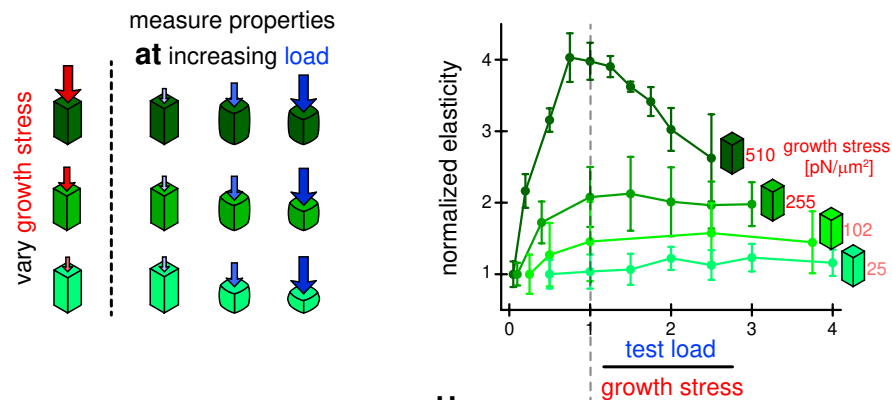 measure properties
at increasing load
vary growth stress
normalized elasticity
4
3
2
1
0
1
2
3
4
test load
growth stress
growth stress
[pN/μm²]
510
255
102
25